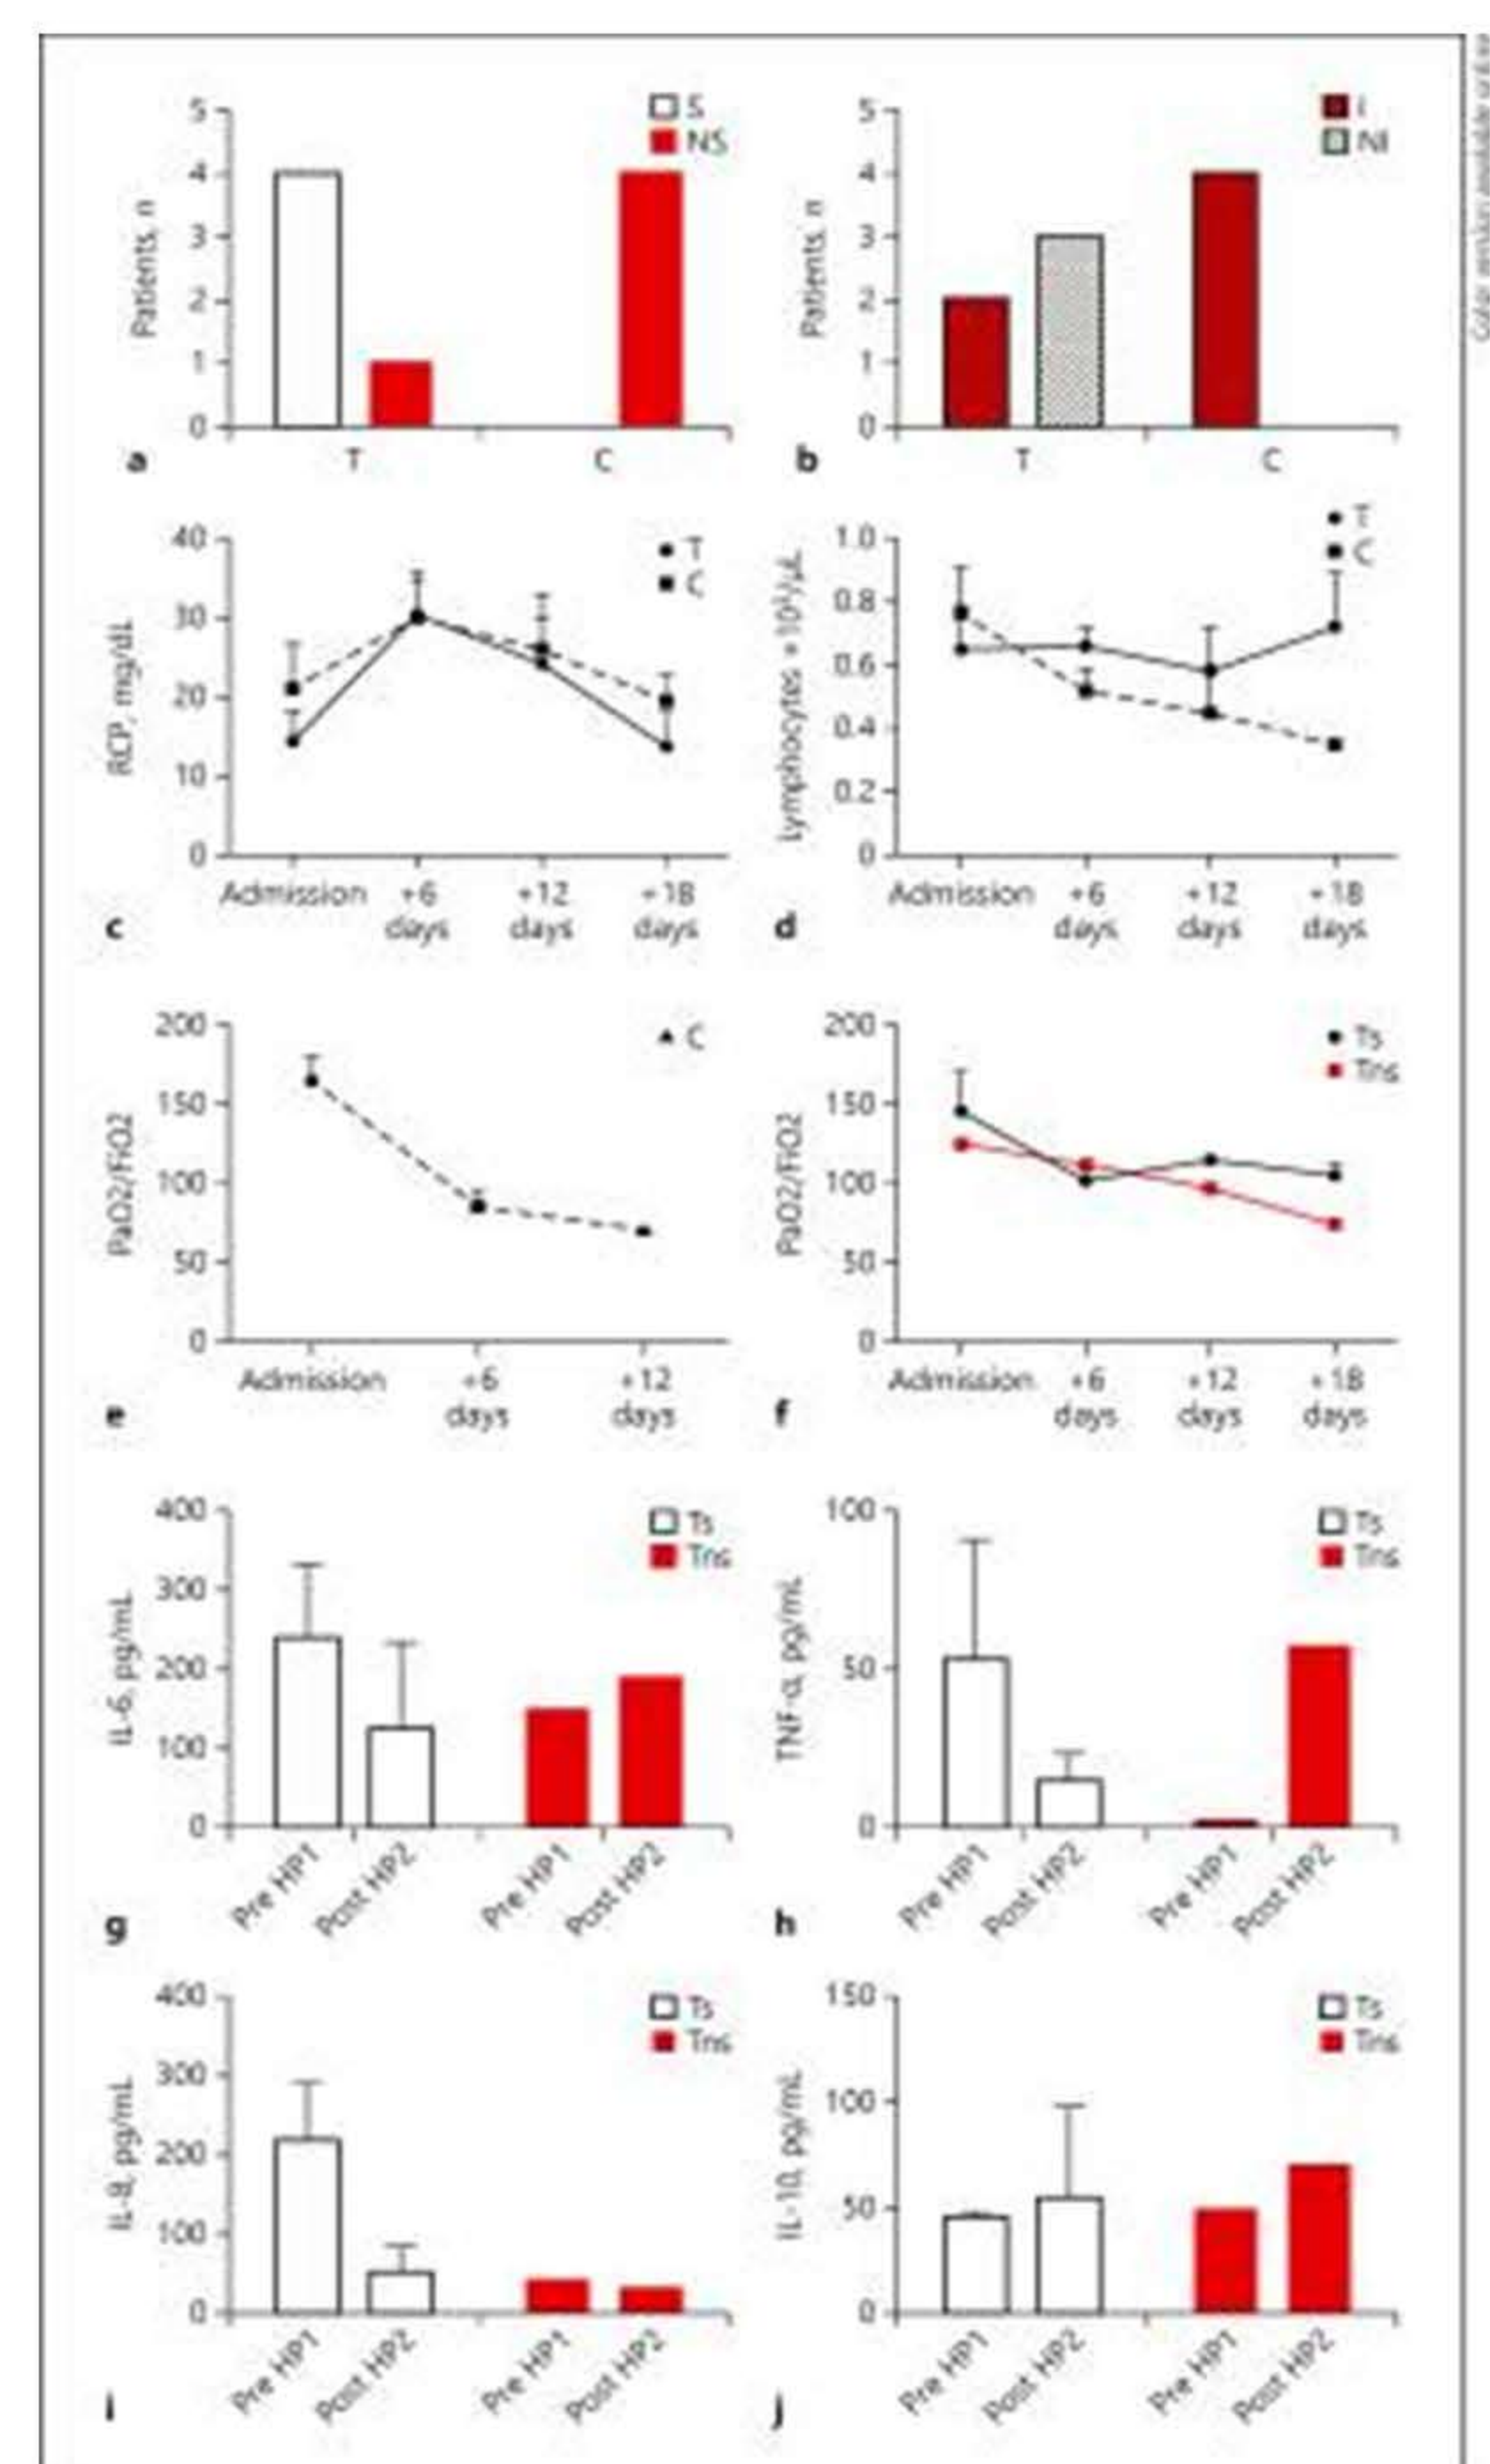 Color version available online
5
4
3
2
1
0
Patients, n
S
NS
T
C
a
5
4
3
2
1
0
Patients, n
I
NI
T
C
b
40
30
20
10
0
RCP, mg/dL
T
C
Admission
+6 days
+12 days
+18 days
c
1.0
0.8
0.6
0.4
0.2
0
Lymphocytes
T
C
Admission
+6 days
+12 days
+18 days
d
200
150
100
50
0
PaO2/FiO2
C
Admission
+6 days
+12 days
e
200
150
100
50
0
PaO2/FiO2
Ts
Tns
Admission
+6 days
+12 days
+18 days
f
400
300
200
100
0
IL-6, pg/mL
Ts
Tns
Pre HP1
Post HP2
Pre HP1
Post HP2
g
100
50
0
TNF-α, pg/mL
Ts
Tns
Pre HP1
Post HP2
Pre HP1
Post HP2
h
400
300
200
100
0
IL-8, pg/mL
Ts
Tns
Pre HP1
Post HP2
Pre HP1
Post HP2
i
150
100
50
0
IL-10, pg/mL
Ts
Tns
Pre HP1
Post HP2
Pre HP1
Post HP2
j